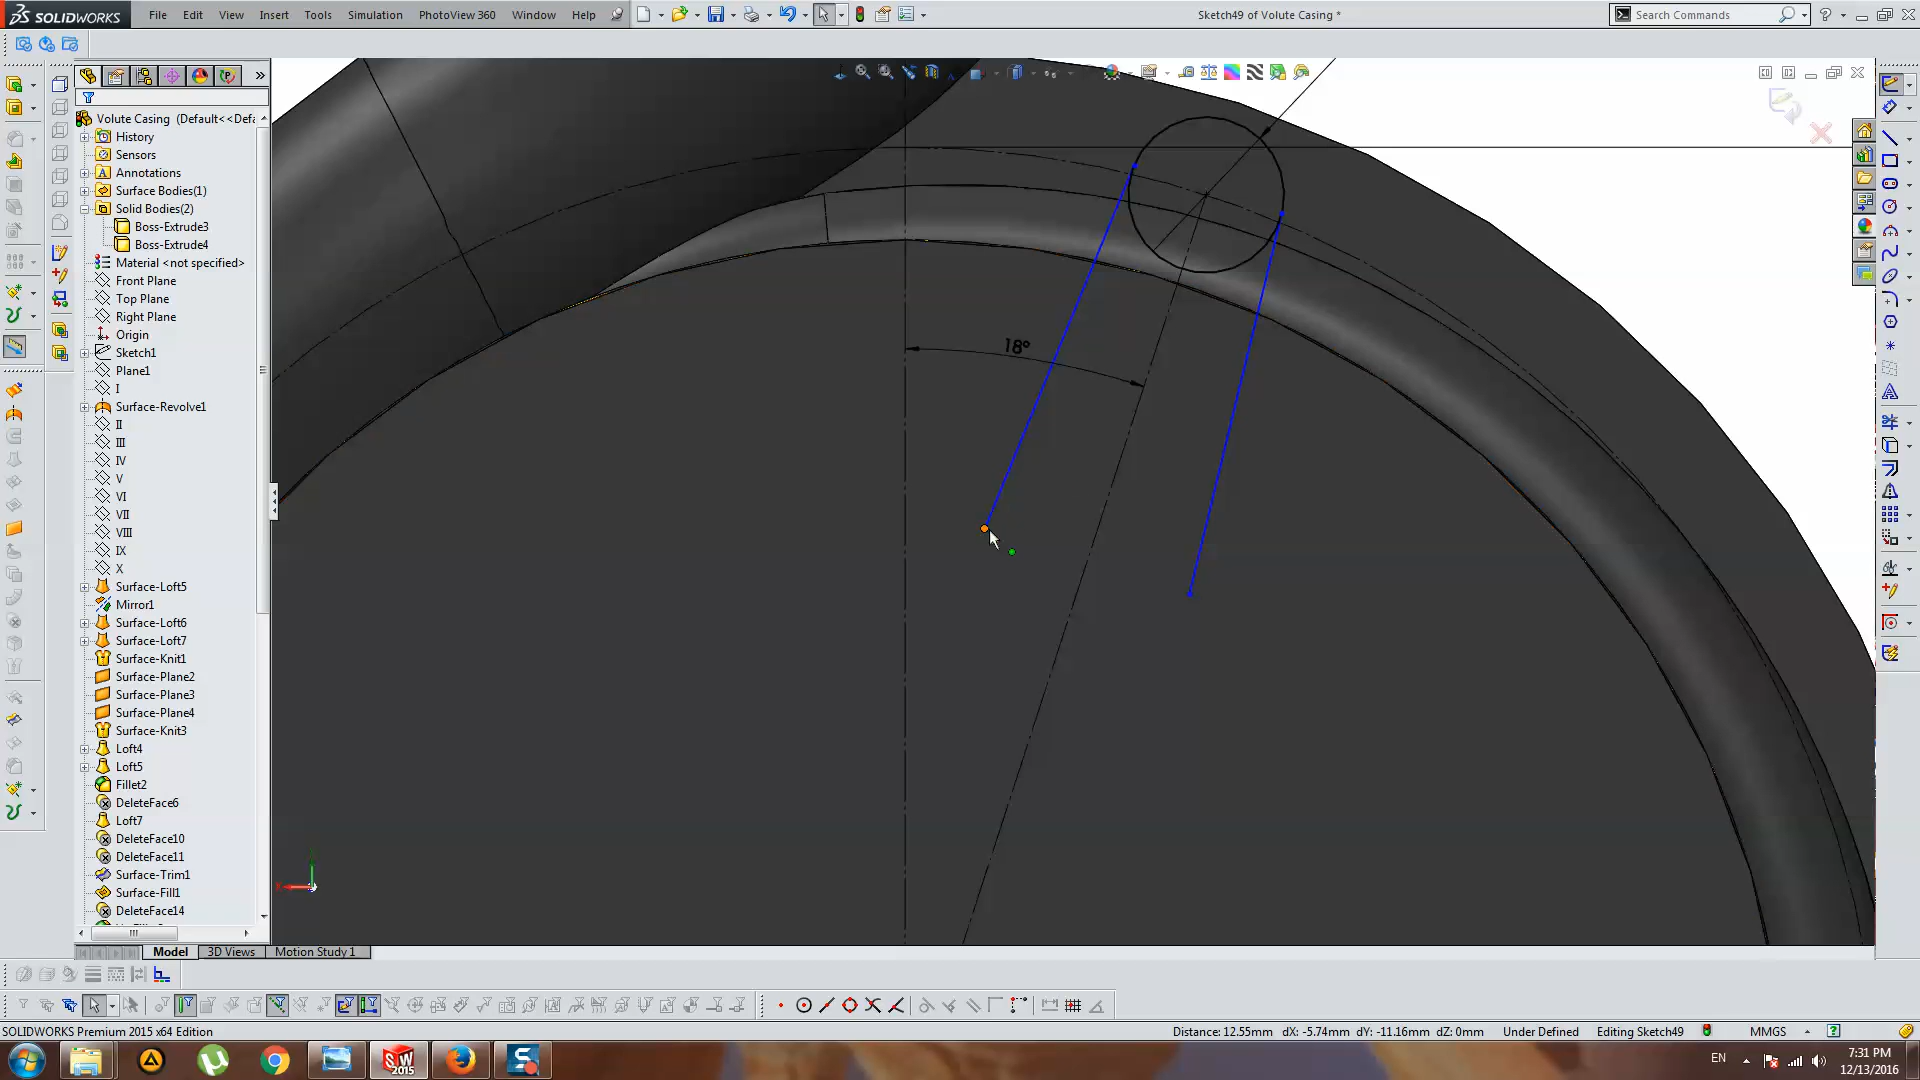 SOLIDWORKS
File Edit View Insert Tools Simulation PhotoView 360 Window Help
Sketch49 of Volute Casing *
Search Commands
Volute Casing (Default<<Defa
History
Sensors
Annotations
Surface Bodies(1)
Solid Bodies(2)
Boss-Extrude3
Boss-Extrude4
Material <not specified>
Front Plane
Top Plane
Right Plane
Origin
Sketch1
Plane1
I
Surface-Revolve1
II
III
IV
V
VI
VII
VIII
IX
X
Surface-Loft5
Mirror1
Surface-Loft6
Surface-Loft7
Surface-Knit1
Surface-Plane2
Surface-Plane3
Surface-Plane4
Surface-Knit3
Loft4
Loft5
Fillet2
DeleteFace6
Loft7
DeleteFace10
DeleteFace11
Surface-Trim1
Surface-Fill1
DeleteFace14
18°
Model 3D Views Motion Study 1
SOLIDWORKS Premium 2015 x64 Edition
Distance: 12.55mm dX: -5.74mm dY: -11.16mm dZ: 0mm Under Defined Editing Sketch49 MMGS
SW
2015
EN
7:31 PM
12/13/2016